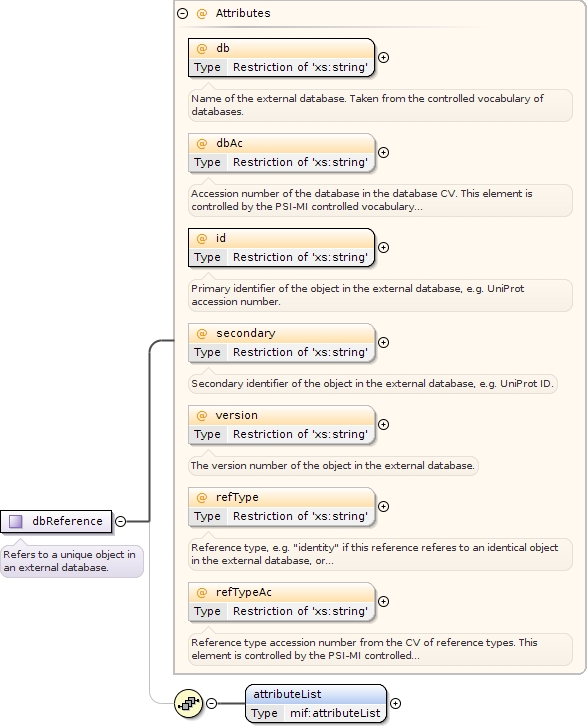 Attributes
@ db
Type Restriction of 'xs:string'
Name of the external database. Taken from the controlled vocabulary of
databases.
@ dbAc
Type Restriction of 'xs:string'
Accession number of the database in the database CV. This element is
controlled by the PSI-MI controlled vocabulary...
@ id
Type Restriction of 'xs:string'
Primary identifier of the object in the external database, e.g. UniProt
accession number.
@ secondary
Type Restriction of 'xs:string'
Secondary identifier of the object in the external database, e.g. UniProt ID.
@ version
Type Restriction of 'xs:string'
The version number of the object in the external database.
@ refType
Type Restriction of 'xs:string'
Reference type, e.g. "identity" if this reference referes to an identical object
in the external database, or...
@ refTypeAc
Type Restriction of 'xs:string'
Reference type accession number from the CV of reference types. This
element is controlled by the PSI-MI controlled...
dbReference
Refers to a unique object in
an external database.
attributeList
Type mif:attributeList